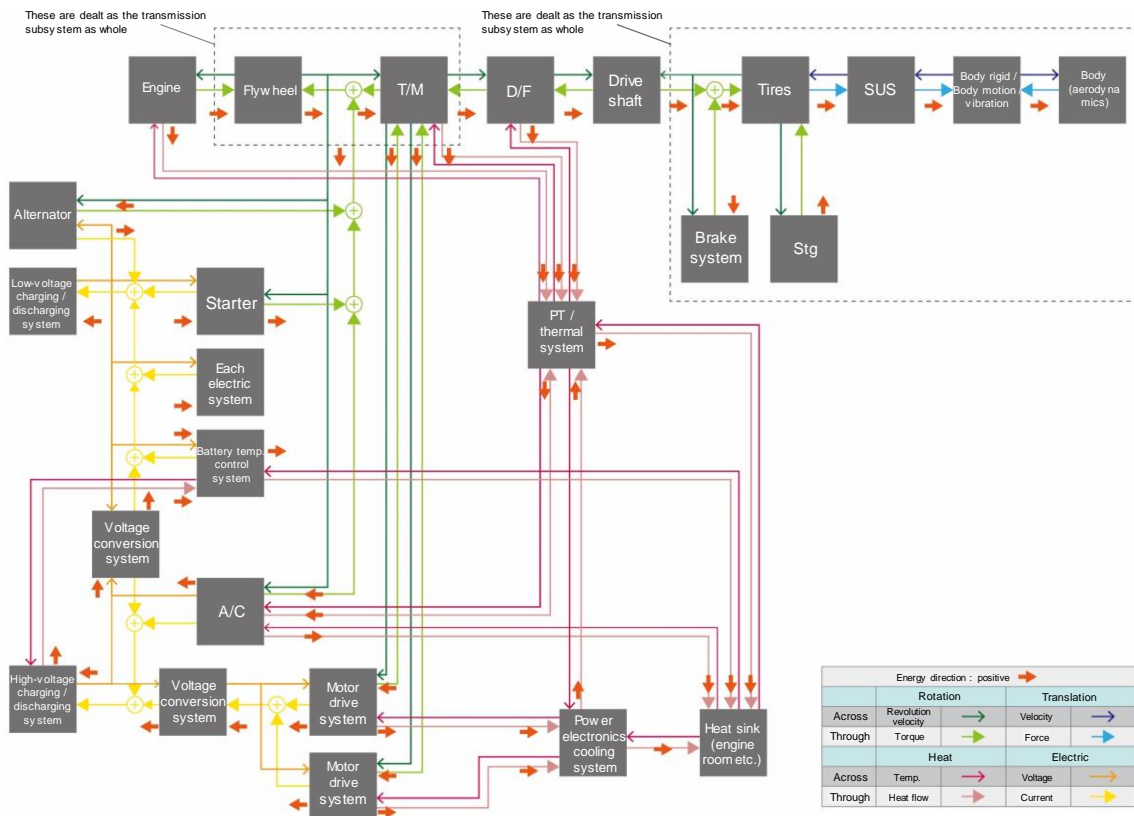 These are dealt as the transmission
subsystem as whole
These are dealt as the transmission
subsystem as whole
Engine
Flywheel
T/M
D/F
Drive
shaft
Tires
SUS
Body rigid /
Body motion /
vibration
Body
(aerodyna
mics)
Alternator
Brake
system
Stg
Low-voltage
charging /
discharging
system
Starter
PT /
thermal
system
Each
electric
system
Battery temp.
control
system
Voltage
conversion
system
A/C
High-voltage
charging /
discharging
system
Voltage
conversion
system
Motor
drive
system
Power
electronics
cooling
system
Heat sink
(engine
room etc.)
Motor
drive
system
Energy direction : positive
Rotation Translation
Across Revolution
velocity Velocity
Through Torque Force
Heat Electric
Across Temp. Voltage
Through Heat flow Current